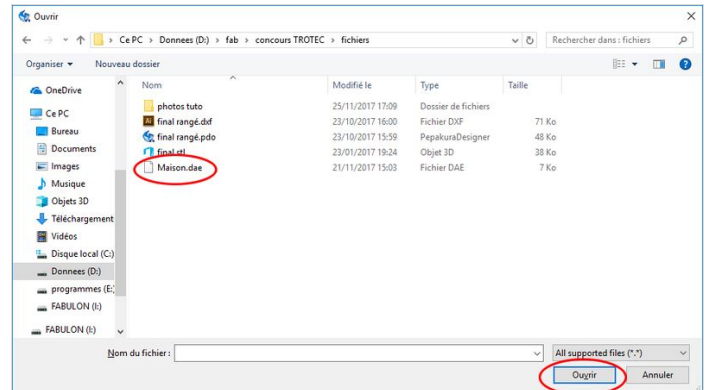 Ouvrir
Ce PC > Donnees (D:) > fab > concours TROTEC > fichiers
Rechercher dans : fichiers
Organiser Nouveau dossier
Nom Modifié le Type Taille
photos tuto 25/11/2017 17:09 Dossier de fichiers
final rangé.dxf 23/10/2017 16:00 Fichier DXF 71 Ko
final rangé.pdo 23/10/2017 15:59 PepakuraDesigner 48 Ko
final.stl 23/01/2017 19:24 Objet 3D 38 Ko
Maison.dae 21/11/2017 15:03 Fichier DAE 7 Ko
OneDrive
Ce PC
Bureau
Documents
Images
Musique
Objets 3D
Téléchargement
Vidéos
Disque local (C:)
Donnees (D:)
programmes (E:)
FABULON (I:)
FABULON (I:)
Nom du fichier :
All supported files (*.*)
Ouvrir Annuler